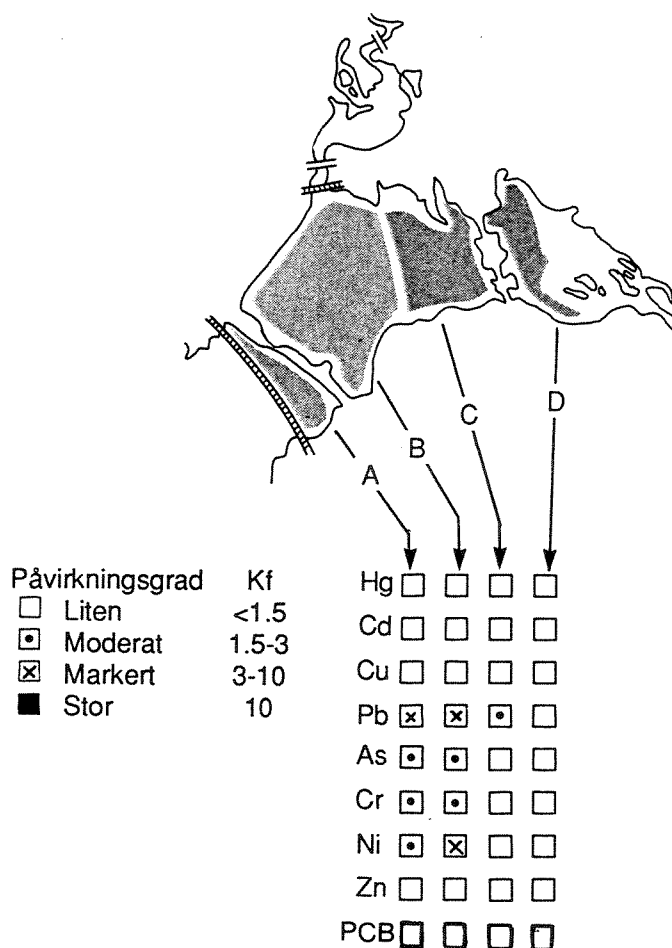 A
B
C
D
Påvirkningsgrad Kf
Liten <1.5
Moderat 1.5-3
Markert 3-10
Stor 10
Hg
Cd
Cu
Pb
As
Cr
Ni
Zn
PCB